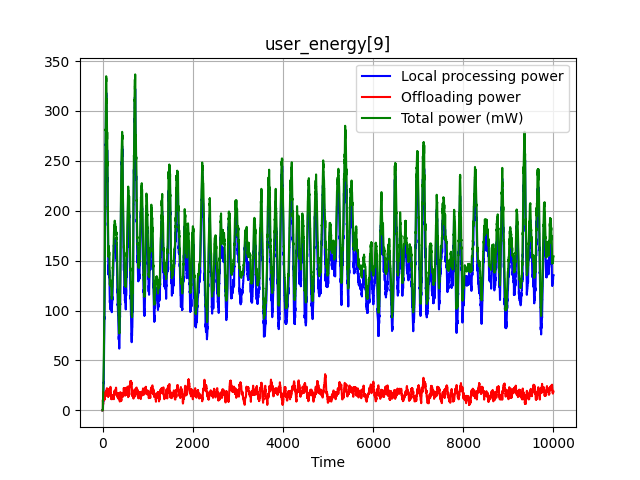 user_energy[9]
Local processing power
Offloading power
Total power (mW)
350
300
250
200
150
100
50
0
0 2000 4000 6000 8000 10000
Time